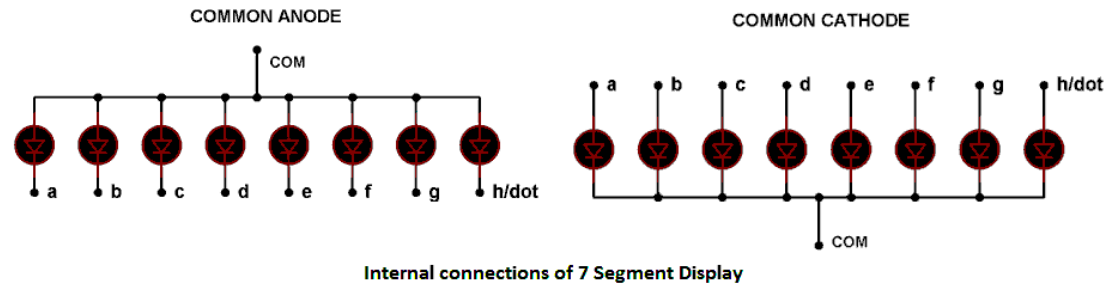 COMMON ANODE
COM
a b c d e f g h/dot
COMMON CATHODE
a b c d e f g h/dot
COM
Internal connections of 7 Segment Display